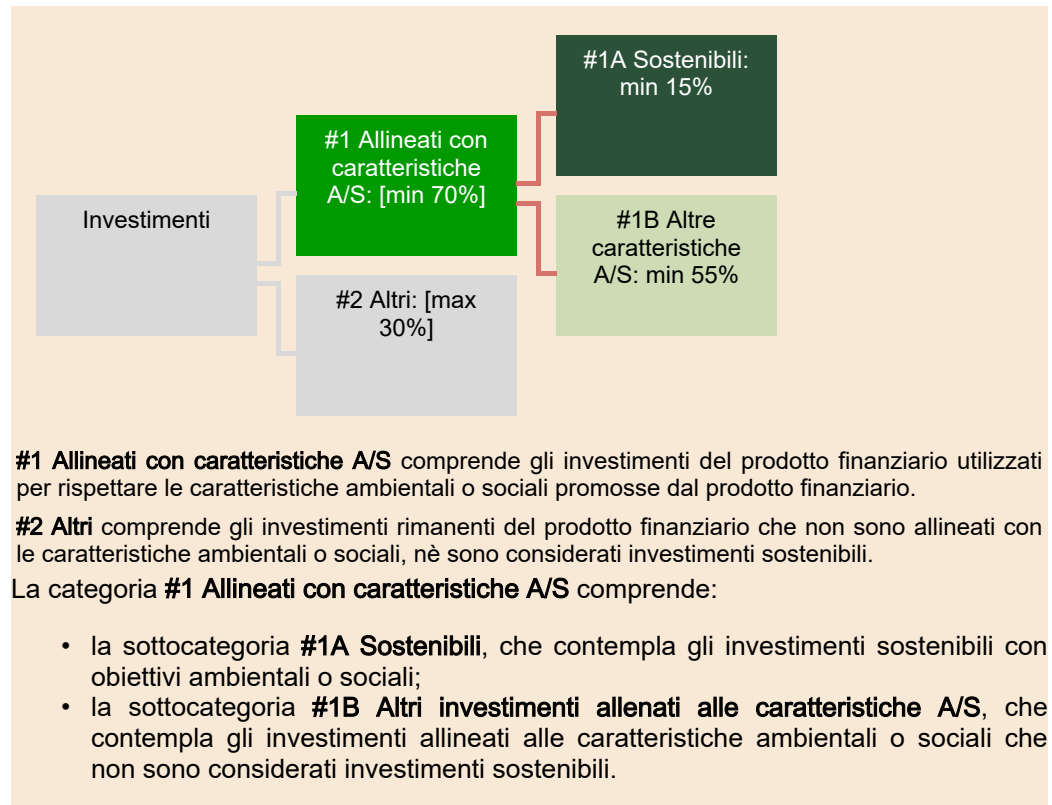 #1A Sostenibili:
min 15%
#1 Allineati con
caratteristiche
A/S: [min 70%]
Investimenti
#1B Altre
caratteristiche
A/S: min 55%
#2 Altri: [max
30%]
#1 Allineati con caratteristiche A/S comprende gli investimenti del prodotto finanziario utilizzati
per rispettare le caratteristiche ambientali o sociali promosse dal prodotto finanziario.
#2 Altri comprende gli investimenti rimanenti del prodotto finanziario che non sono allineati con
le caratteristiche ambientali o sociali, nè sono considerati investimenti sostenibili.
La categoria #1 Allineati con caratteristiche A/S comprende:
• la sottocategoria #1A Sostenibili, che contempla gli investimenti sostenibili con
obiettivi ambientali o sociali;
• la sottocategoria #1B Altri investimenti allenati alle caratteristiche A/S, che
contempla gli investimenti allineati alle caratteristiche ambientali o sociali che
non sono considerati investimenti sostenibili.